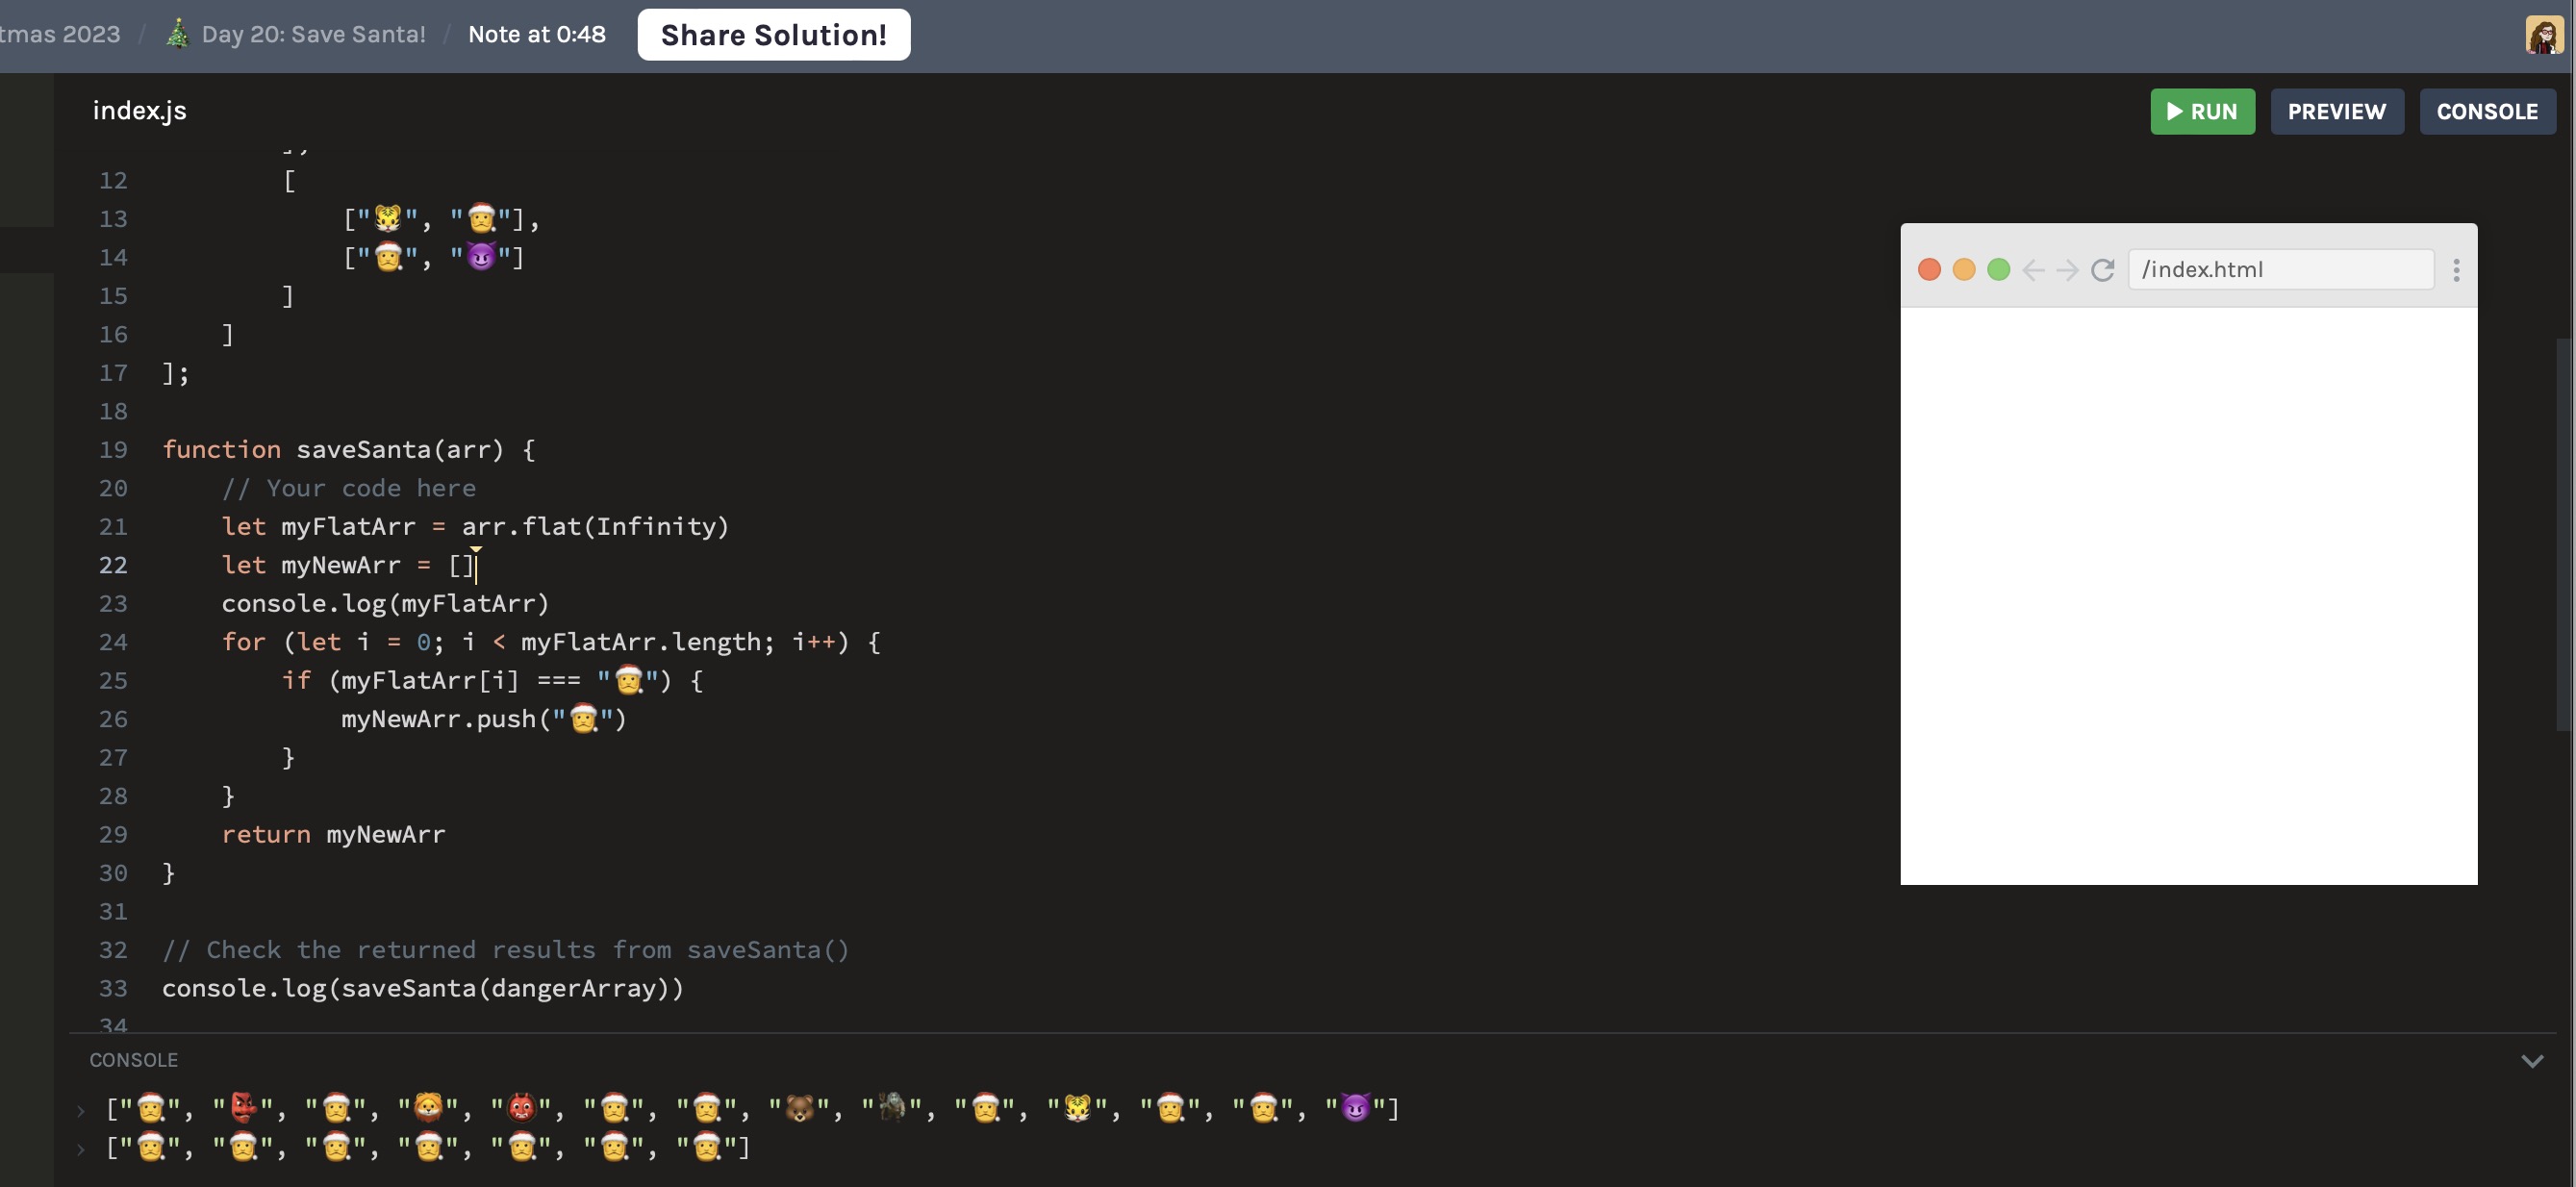 tmas 2023 / 🎄 Day 20: Save Santa! / Note at 0:48 Share Solution!
index.js
RUN PREVIEW CONSOLE
],
12 [
13 ["🐯", "🎅"],
14 ["🎅", "😈"]
15 ]
16 ]
17 ];
18
19 function saveSanta(arr) {
20 // Your code here
21 let myFlatArr = arr.flat(Infinity)
22 let myNewArr = []
23 console.log(myFlatArr)
24 for (let i = 0; i < myFlatArr.length; i++) {
25 if (myFlatArr[i] === "🎅") {
26 myNewArr.push("🎅")
27 }
28 }
29 return myNewArr
30 }
31
32 // Check the returned results from saveSanta()
33 console.log(saveSanta(dangerArray))
34
/index.html
CONSOLE
["🎅", "👺", "🎅", "🦁", "👹", "🎅", "🎅", "🐻", "🧌", "🎅", "🐯", "🎅", "🎅", "😈"]
["🎅", "🎅", "🎅", "🎅", "🎅", "🎅", "🎅"]